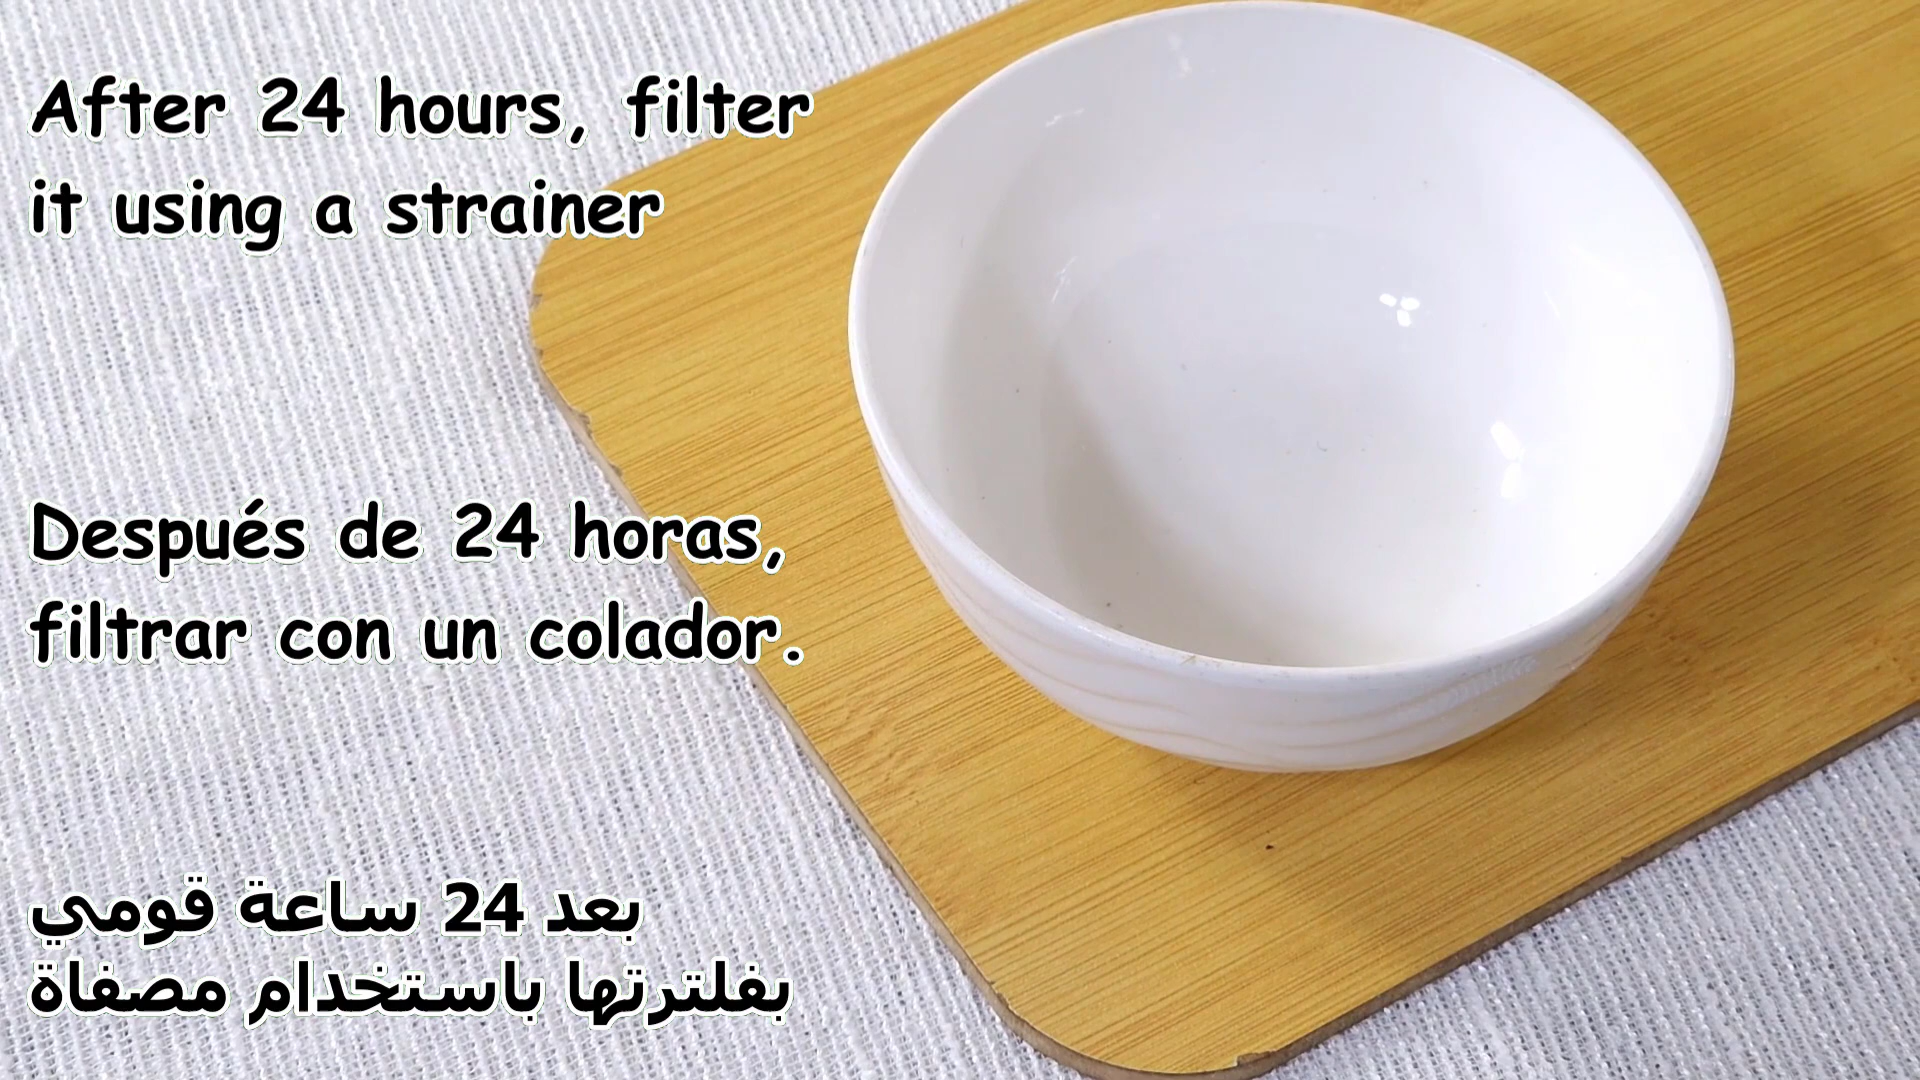 After 24 hours, filter
it using a strainer
Después de 24 horas,
filtrar con un colador.
بعد 24 ساعة قومي
بفلترتها باستخدام مصفاة